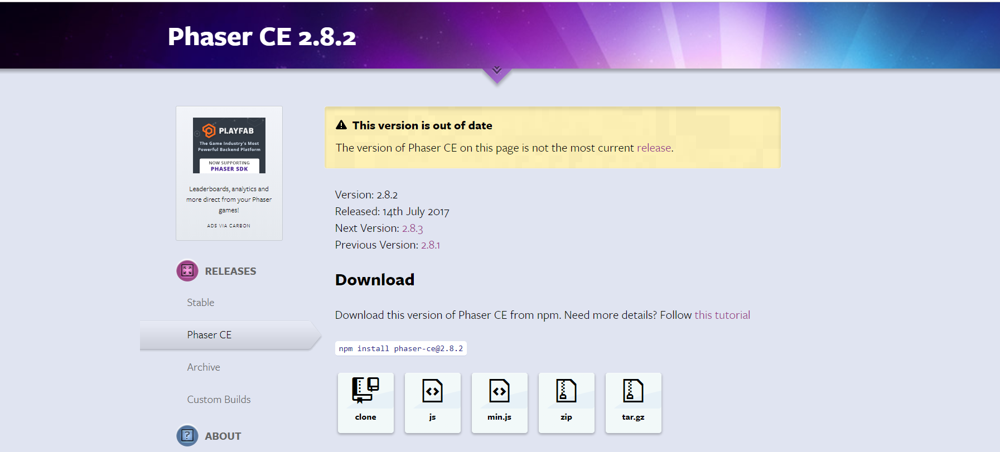 Phaser CE 2.8.2
PLAYFAB
The Game Industry's Most
Powerful Backend Platform
NOW SUPPORTING
PHASER SDK
Leaderboards, analytics and
more direct from your Phaser
games!
ADS VIA CARBON
RELEASES
Stable
Phaser CE
Archive
Custom Builds
ABOUT
This version is out of date
The version of Phaser CE on this page is not the most current release.
Version: 2.8.2
Released: 14th July 2017
Next Version: 2.8.3
Previous Version: 2.8.1
Download
Download this version of Phaser CE from npm. Need more details? Follow this tutorial
npm install phaser-ce@2.8.2
clone
js
min.js
zip
tar.gz